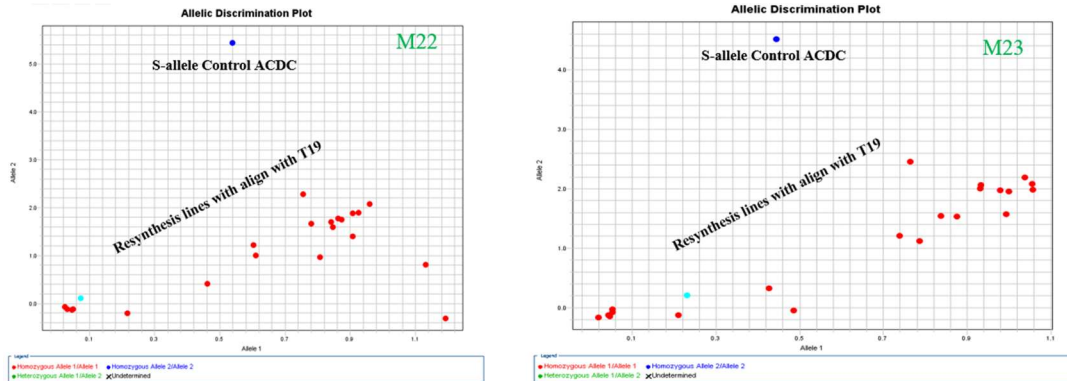 Allelic Discrimination Plot
M22
S-allele Control ACDC
Resynthesis lines with align with T19
5.0
4.0
3.0
2.0
1.0
0.0
Allele 2
0.1
0.3
0.5
0.7
0.9
1.1
Allele 1
Legend
Homozygous Allele 1/Allele 1
Homozygous Allele 2/Allele 2
Heterozygous Allele 1/Allele 2
Undetermined
Allelic Discrimination Plot
M23
S-allele Control ACDC
Resynthesis lines with align with T19
4.0
3.0
2.0
1.0
0.0
Allele 2
0.1
0.3
0.5
0.7
0.9
1.1
Allele 1
Legend
Homozygous Allele 1/Allele 1
Homozygous Allele 2/Allele 2
Heterozygous Allele 1/Allele 2
Undetermined